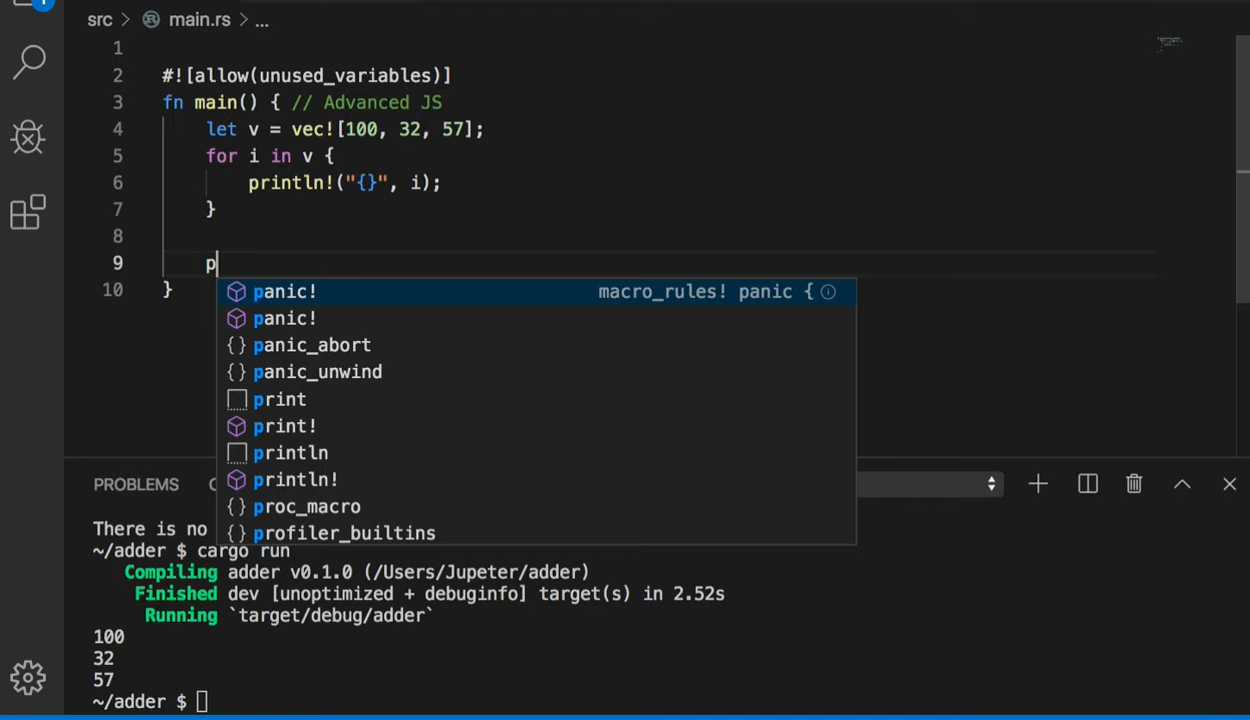 1
src > main.rs > ...
1
2 #![allow(unused_variables)]
3 fn main() { // Advanced JS
4 let v = vec![100, 32, 57];
5 for i in v {
6 println!("{}", i);
7 }
8
9 p
10 }
panic! macro_rules! panic {
panic!
{} panic_abort
{} panic_unwind
print
print!
println
println!
{} proc_macro
{} profiler_builtins
PROBLEMS
There is no
~/adder $ cargo run
Compiling adder v0.1.0 (/Users/Jupeter/adder)
Finished dev [unoptimized + debuginfo] target(s) in 2.52s
Running `target/debug/adder`
100
32
57
~/adder $